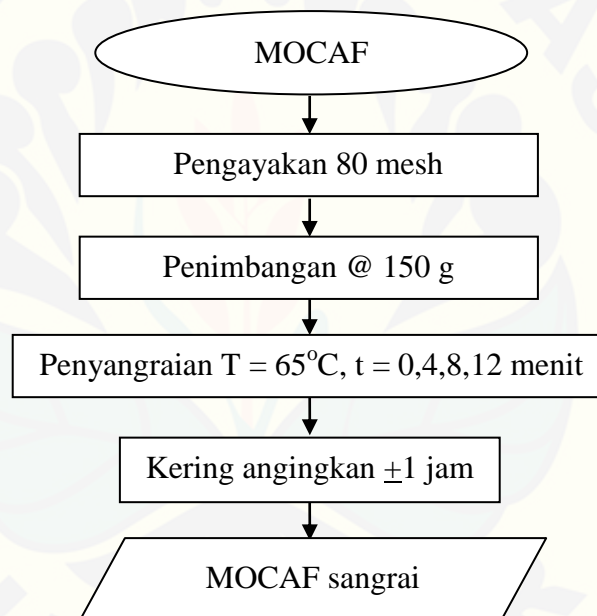 MOCAF
Pengayakan 80 mesh
Penimbangan @ 150 g
Penyangraian T = 65°C, t = 0,4,8,12 menit
Kering angingkan ±1 jam
MOCAF sangrai